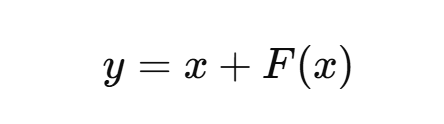 y = x + F(x)